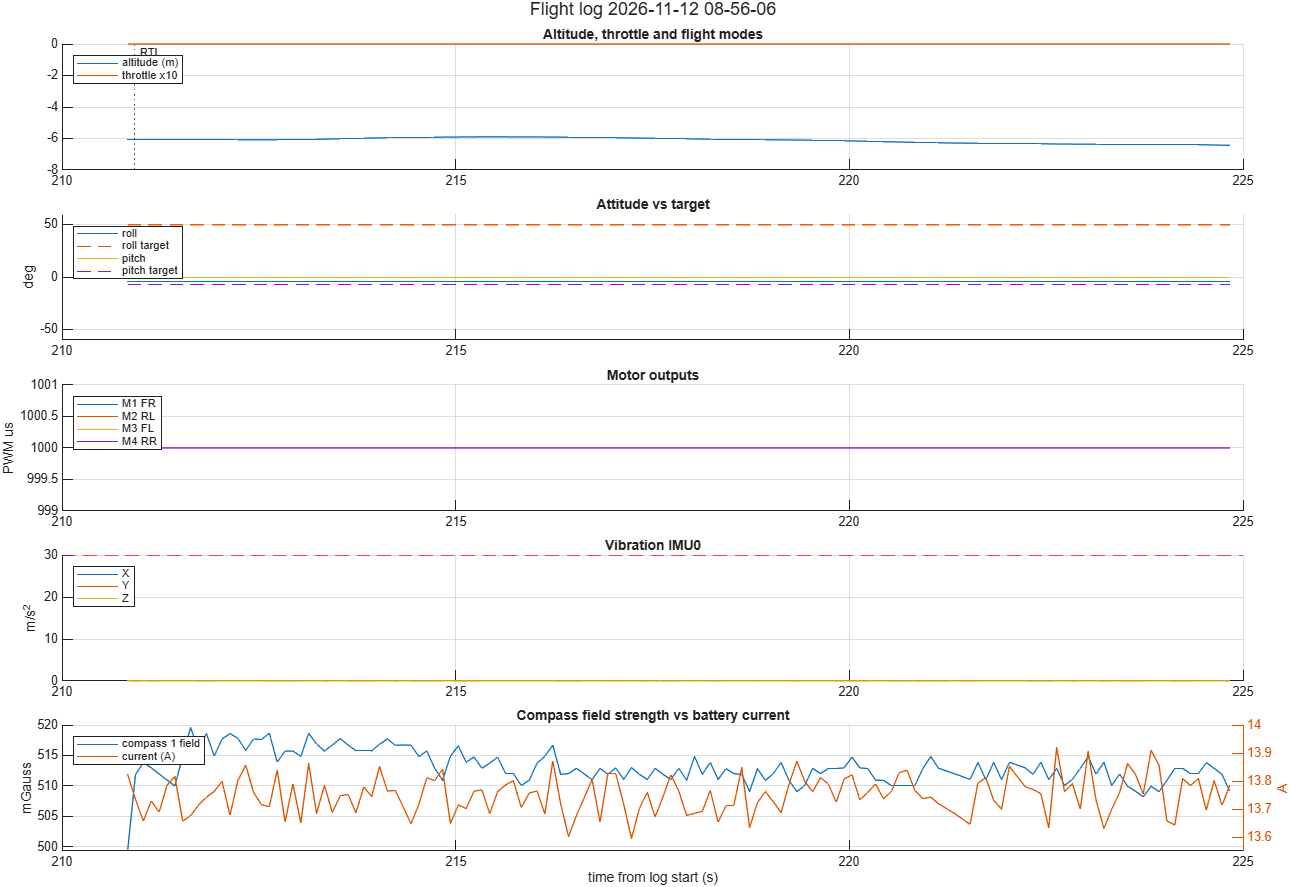 Flight log 2026-11-12 08-56-06
Altitude, throttle and flight modes
0
-2
-4
-6
-8
RTL
altitude (m)
throttle x10
210
215
220
225
Attitude vs target
deg
50
0
-50
roll
roll target
pitch
pitch target
210
215
220
225
Motor outputs
PWM us
1001
1000.5
1000
999.5
999
M1 FR
M2 RL
M3 FL
M4 RR
210
215
220
225
Vibration IMU0
m/s²
30
20
10
0
X
Y
Z
210
215
220
225
Compass field strength vs battery current
mGauss
520
515
510
505
500
compass 1 field
current (A)
14
13.9
13.8
13.7
13.6
A
210
215
220
225
time from log start (s)